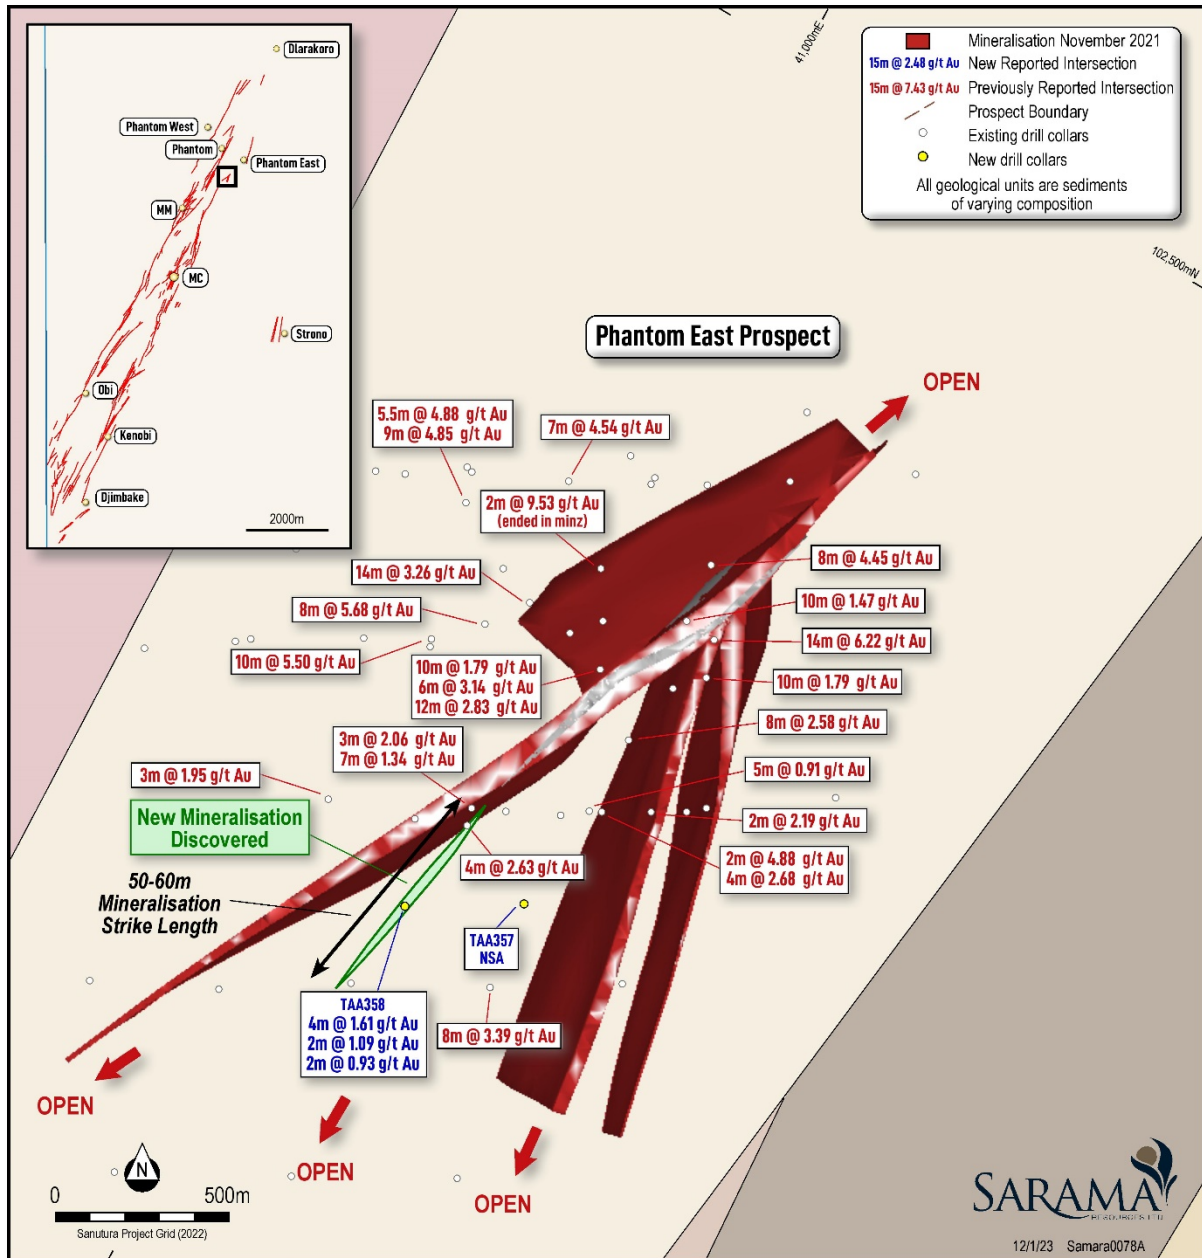 Dlarakoro
Phantom West
Phantom
Phantom East
MM
MC
Strono
Obi
Kenobi
Djimbake
2000m
41,000mE
102,500mN
Mineralisation November 2021
15m @ 2.48 g/t Au New Reported Intersection
15m @ 7.43 g/t Au Previously Reported Intersection
Prospect Boundary
Existing drill collars
New drill collars
All geological units are sediments
of varying composition
Phantom East Prospect
OPEN
5.5m @ 4.88 g/t Au
9m @ 4.85 g/t Au
7m @ 4.54 g/t Au
2m @ 9.53 g/t Au
(ended in minz)
14m @ 3.26 g/t Au
8m @ 4.45 g/t Au
8m @ 5.68 g/t Au
10m @ 1.47 g/t Au
10m @ 5.50 g/t Au
14m @ 6.22 g/t Au
10m @ 1.79 g/t Au
6m @ 3.14 g/t Au
12m @ 2.83 g/t Au
10m @ 1.79 g/t Au
8m @ 2.58 g/t Au
3m @ 2.06 g/t Au
7m @ 1.34 g/t Au
3m @ 1.95 g/t Au
5m @ 0.91 g/t Au
New Mineralisation
Discovered
2m @ 2.19 g/t Au
4m @ 2.63 g/t Au
2m @ 4.88 g/t Au
4m @ 2.68 g/t Au
50-60m
Mineralisation
Strike Length
TAA357
NSA
TAA358
4m @ 1.61 g/t Au
2m @ 1.09 g/t Au
2m @ 0.93 g/t Au
8m @ 3.39 g/t Au
OPEN
OPEN
OPEN
N
0 500m
Sanutura Project Grid (2022)
SARAMA
RESOURCES LTD
12/1/23 Samara0078A